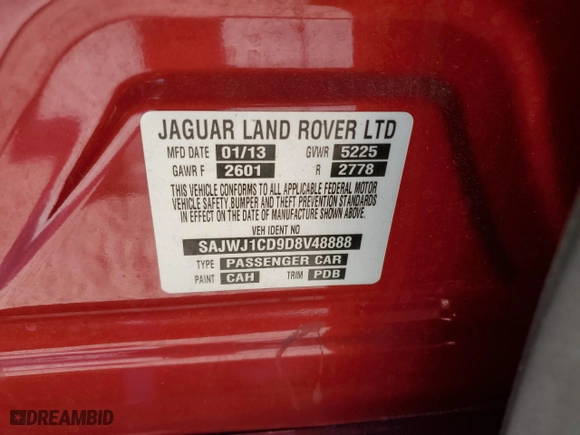 JAGUAR LAND ROVER LTD
MFD DATE 01/13 GVWR 5225
GAWR F 2601 R 2778
THIS VEHICLE CONFORMS TO ALL APPLICABLE FEDERAL MOTOR
VEHICLE SAFETY,BUMPER AND THEFT PREVENTION STANDARDS
IN EFFECT ON THE DATE OF MANUFACTURE SHOWN ABOVE.
VEH IDENT NO
SAJWJ1CD9D8V48888
TYPE PASSENGER CAR
PAINT CAH TRIM PDB
DREAMBID